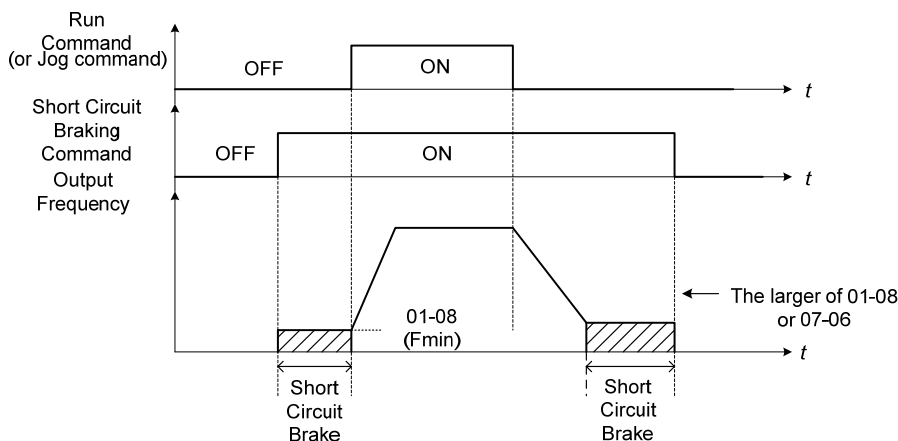 Run
Command
(or Jog command)
OFF
ON
t
Short Circuit
Braking
Command
OFF
ON
t
Output
Frequency
01-08
(Fmin)
The larger of 01-08
or 07-06
t
Short
Circuit
Brake
Short
Circuit
Brake